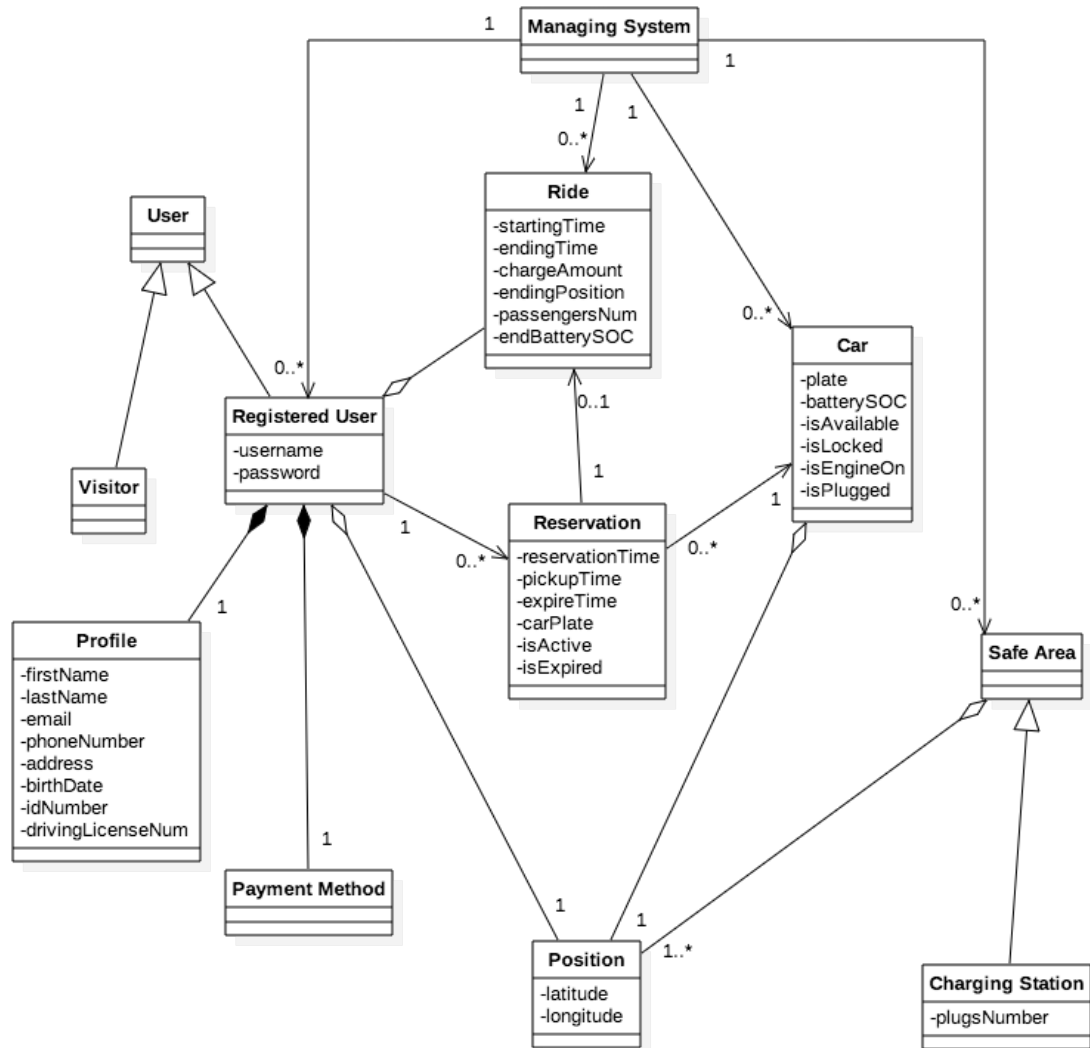 Managing System
1
1
1
1
0..*
Ride
-startingTime
-endingTime
-chargeAmount
-endingPosition
-passengersNum
-endBatterySOC
User
0..*
Car
-plate
-batterySOC
-isAvailable
-isLocked
-isEngineOn
-isPlugged
0..*
Registered User
-username
-password
0..1
Visitor
1
1
1
0..*
0..*
Reservation
-reservationTime
-pickupTime
-expireTime
-carPlate
-isActive
-isExpired
1
Profile
-firstName
-lastName
-email
-phoneNumber
-address
-birthDate
-idNumber
-drivingLicenseNum
0..*
Safe Area
1
Payment Method
1
1
1..*
Position
-latitude
-longitude
Charging Station
-plugsNumber